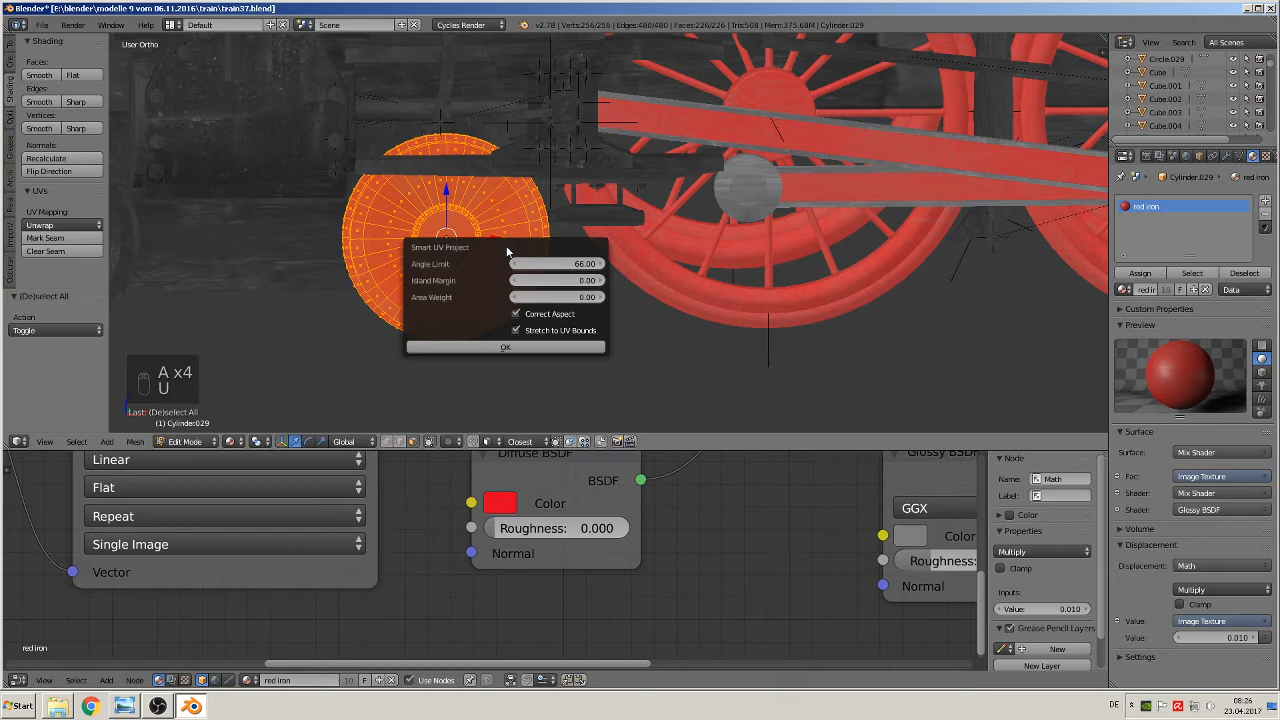 Blender* [E:\blender\modelle 9 vom 06.11.2016\train\train37.blend]
File Render Window Help Default Scene Cycles Render v2.78 | Verts:256/256 | Edges:480/480 | Faces:226/226 | Tris:508 | Mem:375.68M | Cylinder.029
Shading
Faces:
Smooth Flat
Edges:
Smooth Sharp
Vertices:
Smooth Sharp
Normals:
Recalculate
Flip Direction
UVs
UV Mapping:
Unwrap
Mark Seam
Clear Seam
(De)select All
Action
Toggle
User Ortho
Smart UV Project
Angle Limit 66.00
Island Margin 0.00
Area Weight 0.00
Correct Aspect
Stretch to UV Bounds
OK
A x4
U
Last: (De)select All
(1) Cylinder029
View Select Add Mesh Edit Mode Global Closest
Linear
Flat
Repeat
Single Image
Vector
Diffuse BSDF
BSDF
Color
Roughness: 0.000
Normal
Glossy BSDF
GGX
Color
Roughness:
Normal
red iron
View Select Add Node red iron 10 F Use Nodes
Node
Name: Math
Label:
Color
Properties
Multiply
Clamp
Inputs:
Value: 0.010
Grease Pencil Layers
New
New Layer
View Search All Scenes
Circle.029
Cube
Cube.001
Cube.002
Cube.003
Cube.004
Cylinder.029 red iron
red iron
Assign Select Deselect
red ir 10 F Data
Custom Properties
Preview
Surface
Surface: Mix Shader
Fac: Image Texture
Shader: Mix Shader
Shader: Glossy BSDF
Volume
Displacement
Displacement: Math
Multiply
Clamp
Value: Image Texture
Value: 0.010
Settings
Start DE 08:26
23.04.2017